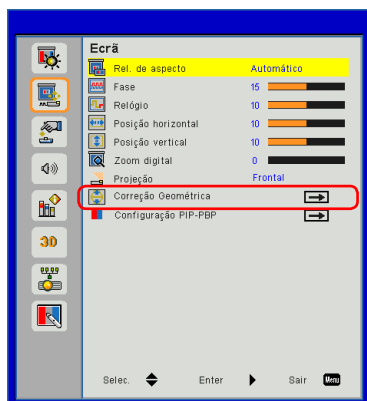 Ecrã
Rel. de aspecto Automático
Fase 15
Relógio 10
Posição horizontal 10
Posição vertical 10
Zoom digital 0
Projeção Frontal
Correção Geométrica
Configuração PIP-PBP
3D
Selec. Enter Sair Menu